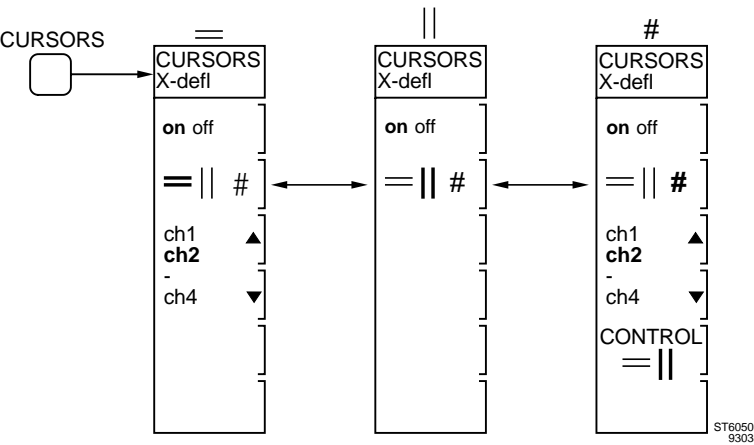 CURSORS
=
||
#
CURSORS
X-defl
on off
= || #
ch1
ch2
-
ch4
CURSORS
X-defl
on off
= || #
CURSORS
X-defl
on off
= || #
ch1
ch2
-
ch4
CONTROL
= ||
ST6050
9303